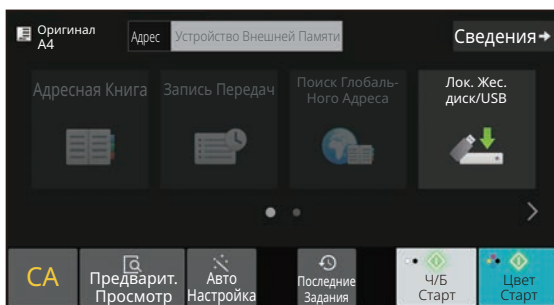 Оригинал
A4
Адрес
Устройство Внешней Памяти
Сведения
Адресная Книга
Запись Передач
Поиск Глобаль-
Ного Адреса
Лок. Жес.
диск/USB
CA
Предварит.
Просмотр
Авто
Настройка
Последние
Задания
Ч/Б
Старт
Цвет
Старт